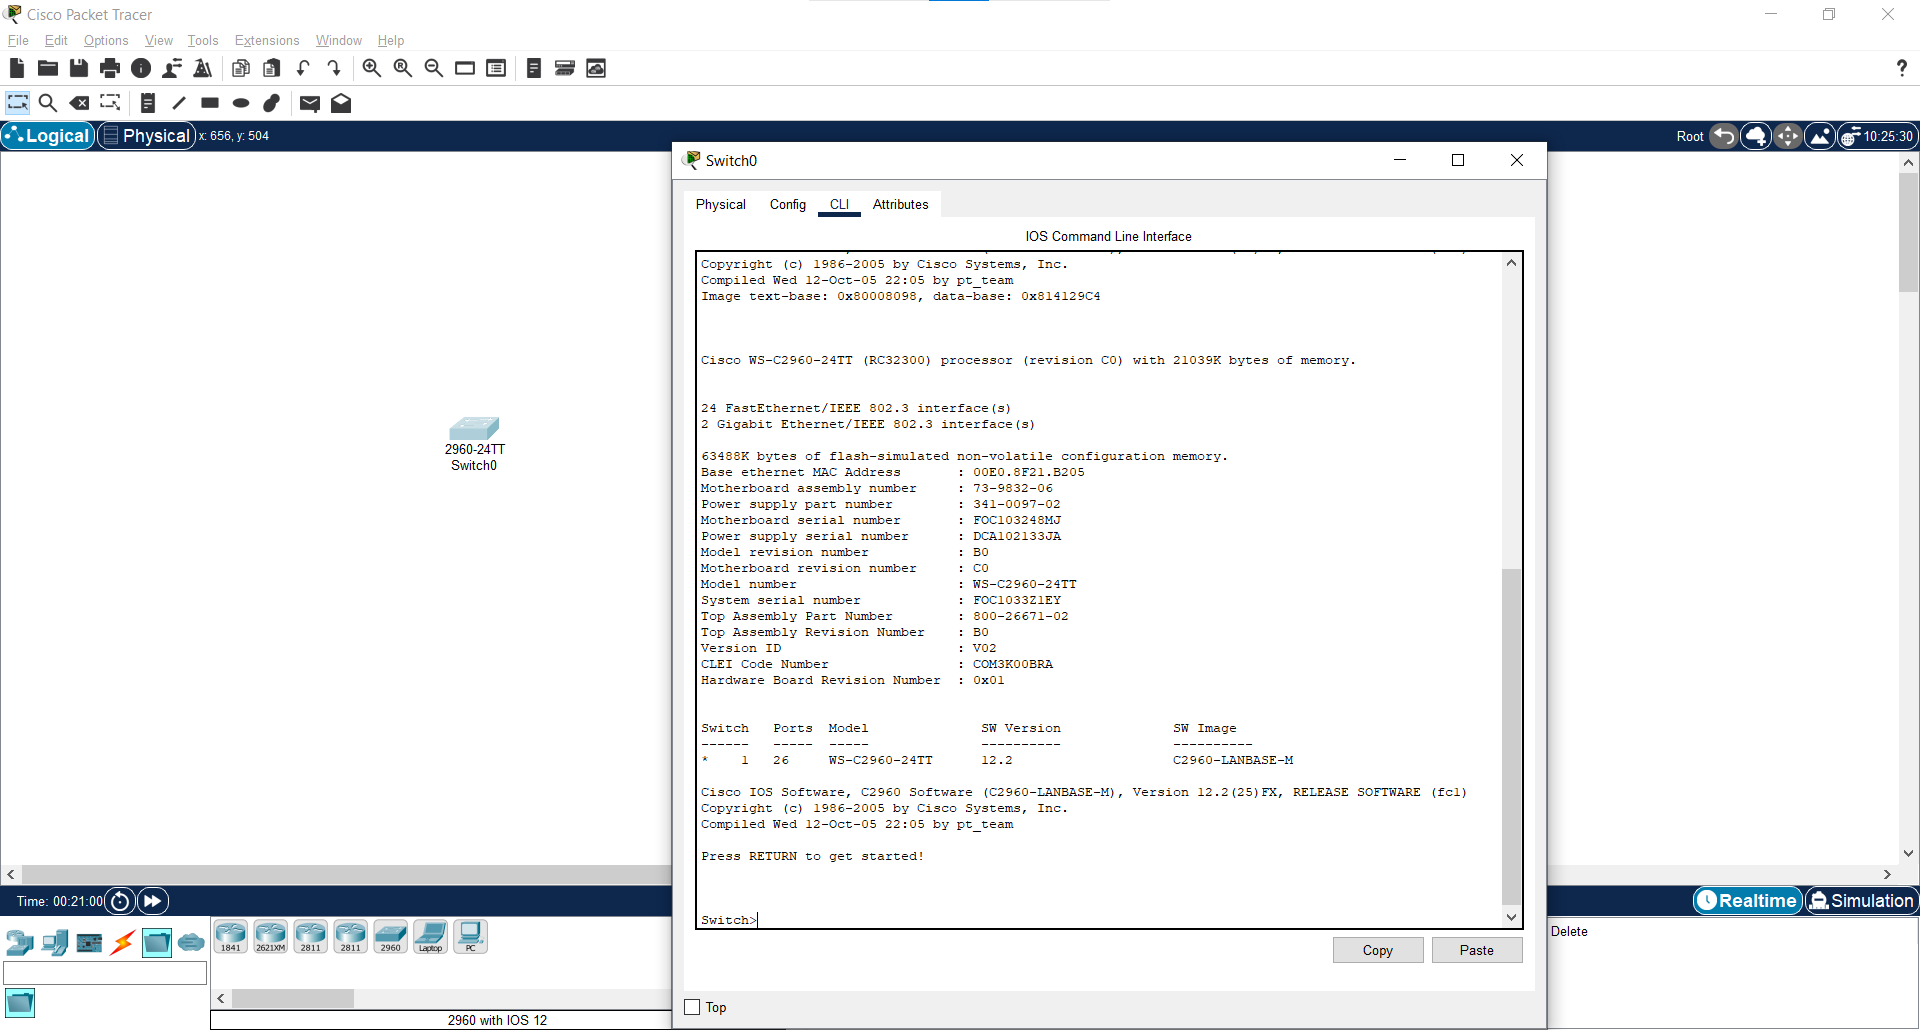 Cisco Packet Tracer
File Edit Options View Tools Extensions Window Help
?
Logical Physical x: 656, y: 504
Root 10:25:30
Switch0
Physical Config CLI Attributes
IOS Command Line Interface
Copyright (c) 1986-2005 by Cisco Systems, Inc.
Compiled Wed 12-Oct-05 22:05 by pt_team
Image text-base: 0x80008098, data-base: 0x814129C4
Cisco WS-C2960-24TT (RC32300) processor (revision C0) with 21039K bytes of memory.
24 FastEthernet/IEEE 802.3 interface(s)
2 Gigabit Ethernet/IEEE 802.3 interface(s)
63488K bytes of flash-simulated non-volatile configuration memory.
Base ethernet MAC Address : 00E0.8F21.B205
Motherboard assembly number : 73-9832-06
Power supply part number : 341-0097-02
Motherboard serial number : FOC103248MJ
Power supply serial number : DCA102133JA
Model revision number : B0
Motherboard revision number : C0
Model number : WS-C2960-24TT
System serial number : FOC1033Z1EY
Top Assembly Part Number : 800-26671-02
Top Assembly Revision Number : B0
Version ID : V02
CLEI Code Number : COM3K00BRA
Hardware Board Revision Number : 0x01
Switch Ports Model SW Version SW Image
------ ----- ----- ---------- ----------
* 1 26 WS-C2960-24TT 12.2 C2960-LANBASE-M
Cisco IOS Software, C2960 Software (C2960-LANBASE-M), Version 12.2(25)FX, RELEASE SOFTWARE (fc1)
Copyright (c) 1986-2005 by Cisco Systems, Inc.
Compiled Wed 12-Oct-05 22:05 by pt_team
Press RETURN to get started!
Switch>
Copy Paste
Top
2960-24TT
Switch0
Time: 00:21:00
Realtime Simulation
1841 2621XM 2811 2811 2960 Laptop PC
2960 with IOS 12
Delete